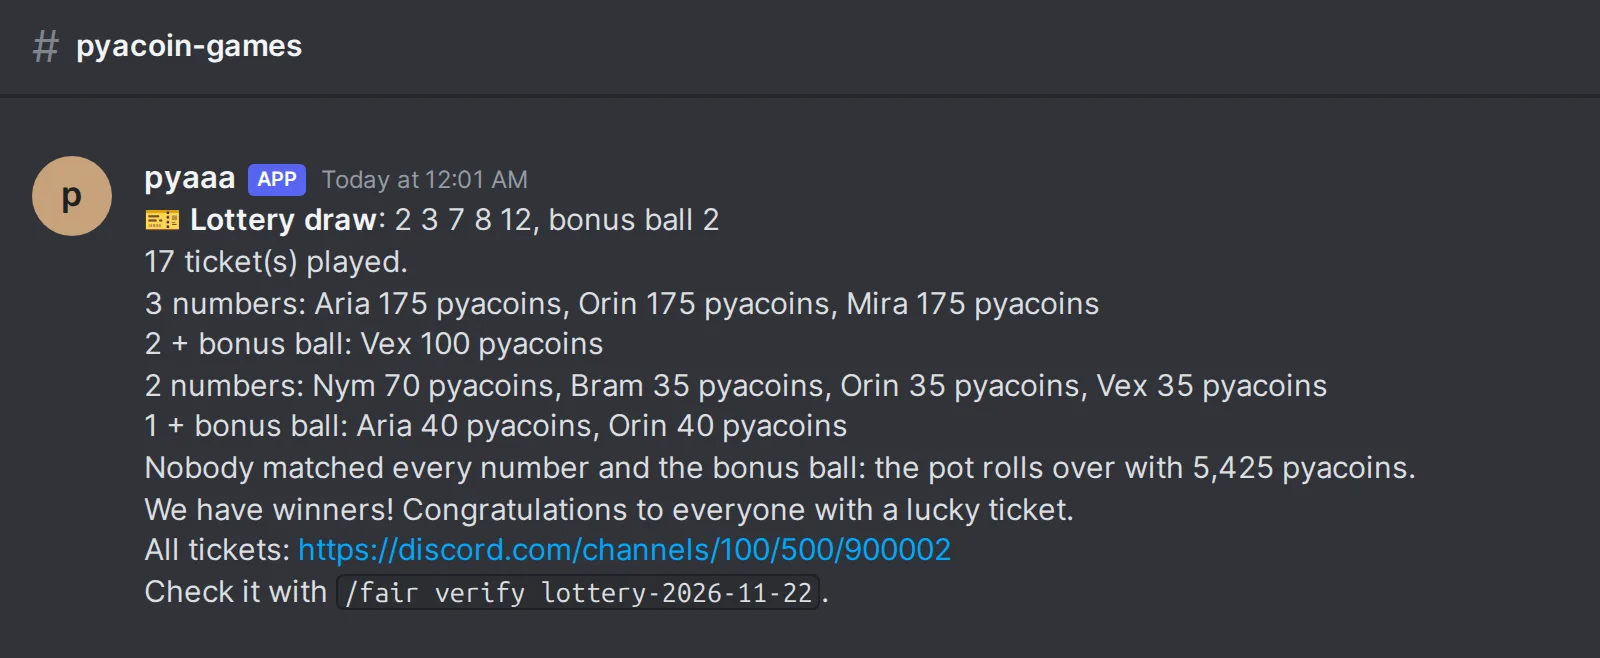 # pyacoin-games
p
pyaaa APP Today at 12:01 AM
🎫 Lottery draw: 2 3 7 8 12, bonus ball 2
17 ticket(s) played.
3 numbers: Aria 175 pyacoins, Orin 175 pyacoins, Mira 175 pyacoins
2 + bonus ball: Vex 100 pyacoins
2 numbers: Nym 70 pyacoins, Bram 35 pyacoins, Orin 35 pyacoins, Vex 35 pyacoins
1 + bonus ball: Aria 40 pyacoins, Orin 40 pyacoins
Nobody matched every number and the bonus ball: the pot rolls over with 5,425 pyacoins.
We have winners! Congratulations to everyone with a lucky ticket.
All tickets: https://discord.com/channels/100/500/900002
Check it with /fair verify lottery-2026-11-22.